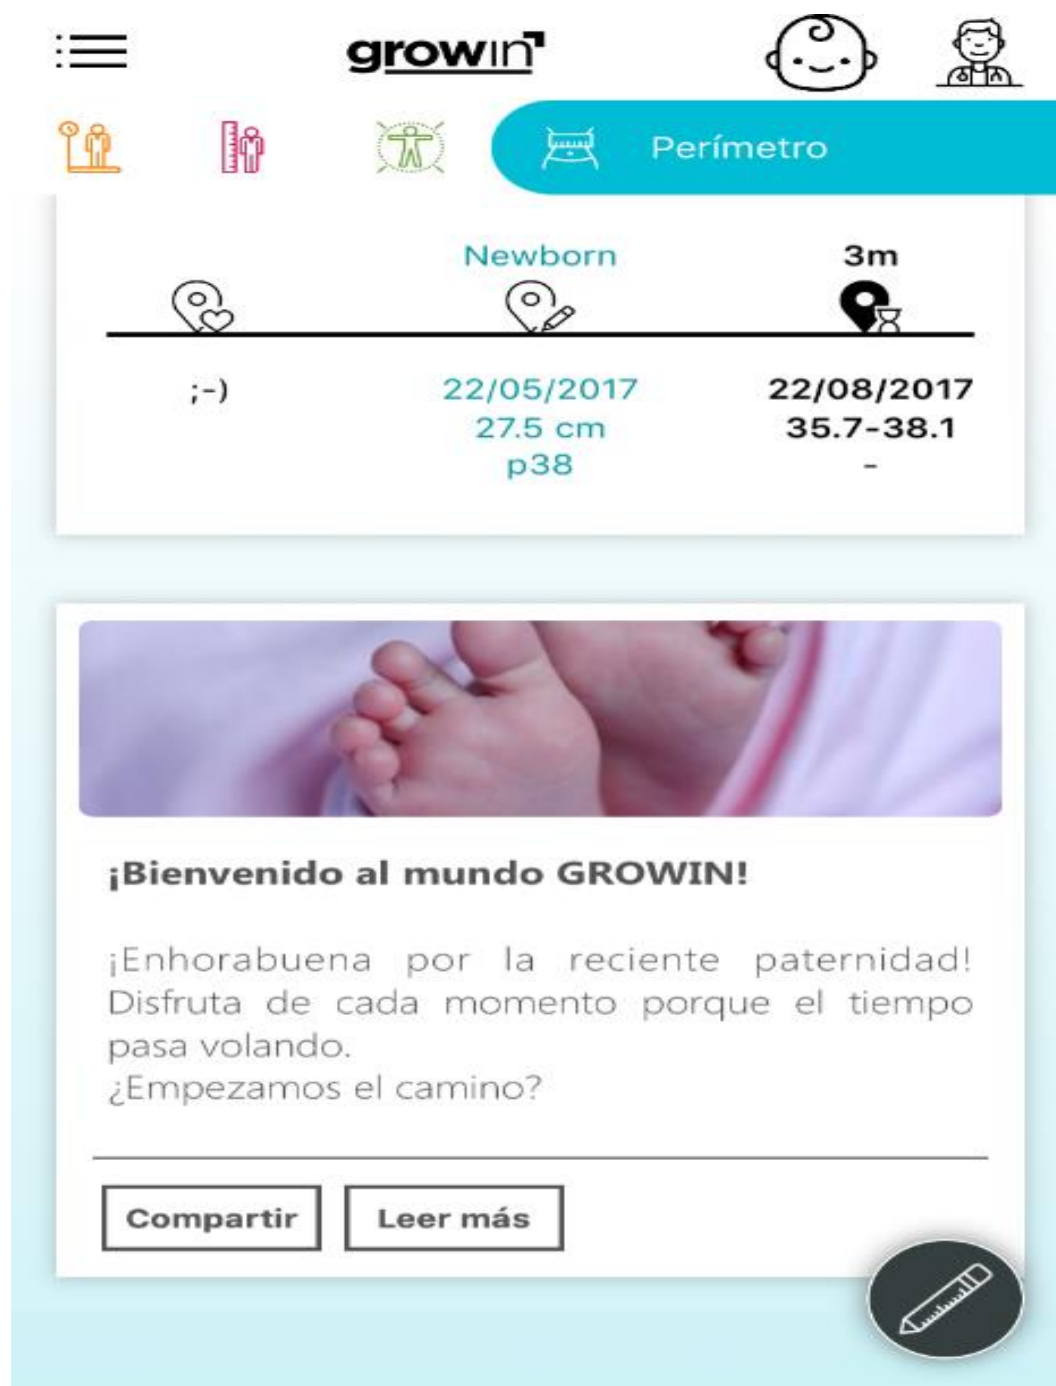 growin
Perímetro
Newborn 3m
;-) 22/05/2017 22/08/2017
27.5 cm 35.7-38.1
p38 -
¡Bienvenido al mundo GROWIN!
¡Enhorabuena por la reciente paternidad!
Disfruta de cada momento porque el tiempo
pasa volando.
¿Empezamos el camino?
Compartir Leer más